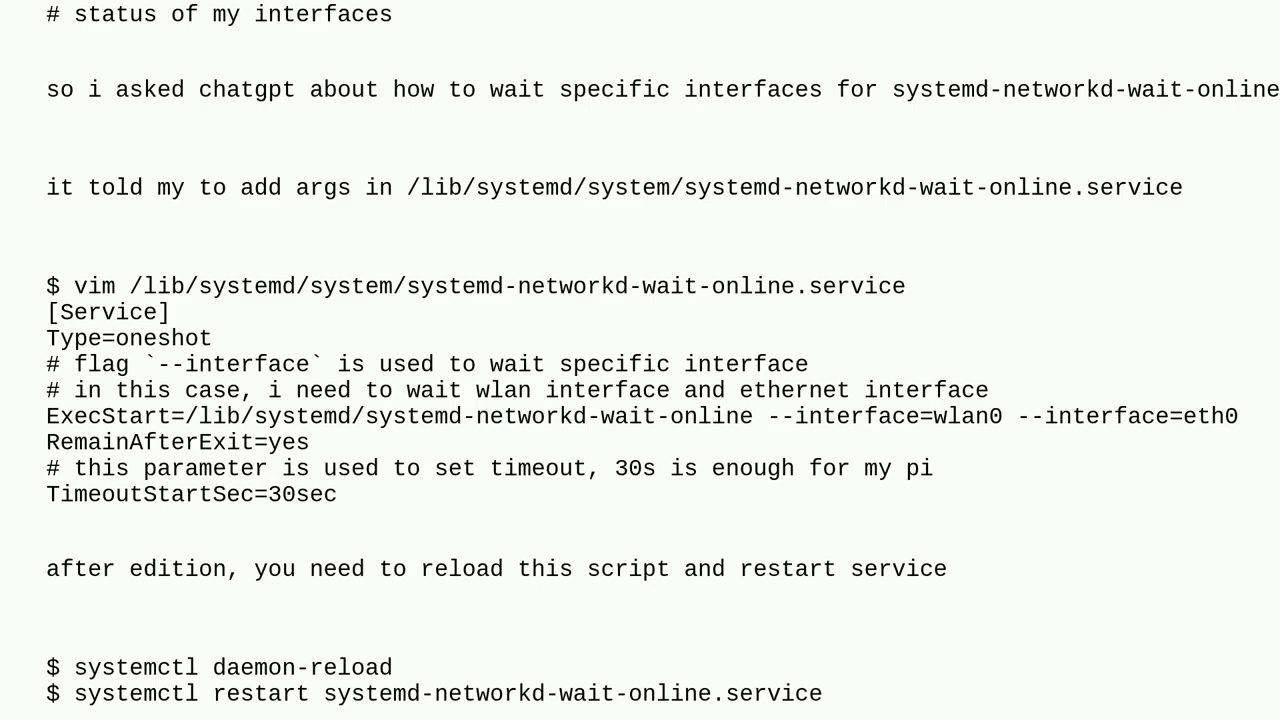 # status of my interfaces
so i asked chatgpt about how to wait specific interfaces for systemd-networkd-wait-online
it told my to add args in /lib/systemd/system/systemd-networkd-wait-online.service
$ vim /lib/systemd/system/systemd-networkd-wait-online.service
[Service]
Type=oneshot
# flag `--interface` is used to wait specific interface
# in this case, i need to wait wlan interface and ethernet interface
ExecStart=/lib/systemd/systemd-networkd-wait-online --interface=wlan0 --interface=eth0
RemainAfterExit=yes
# this parameter is used to set timeout, 30s is enough for my pi
TimeoutStartSec=30sec
after edition, you need to reload this script and restart service
$ systemctl daemon-reload
$ systemctl restart systemd-networkd-wait-online.service